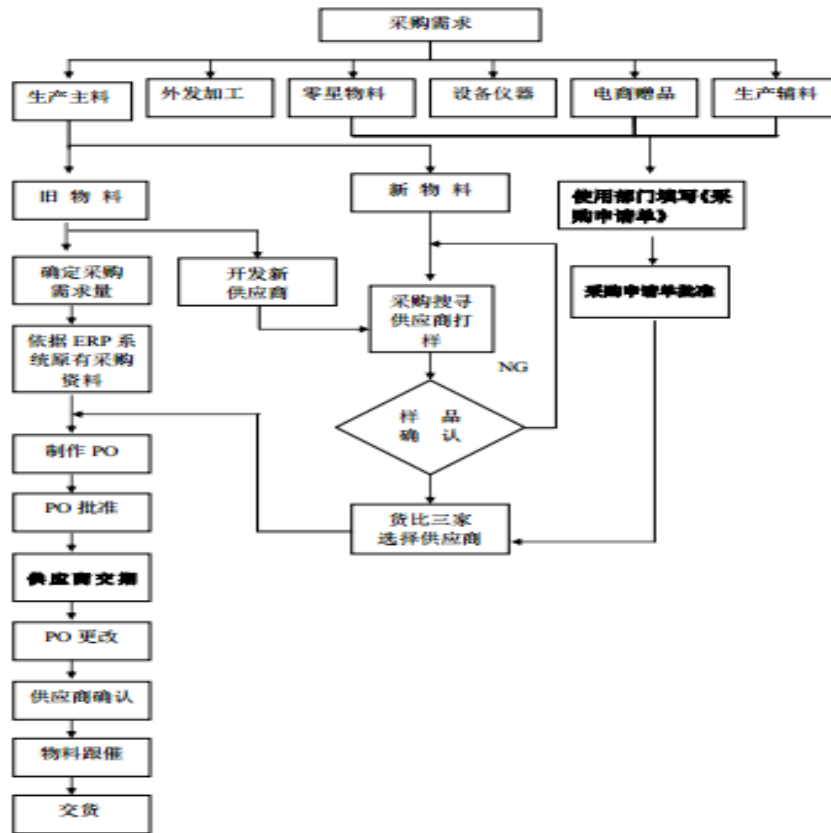 采购需求
生产主料
外发加工
零星物料
设备仪器
电商赠品
生产辅料
旧 物 料
新 物 料
使用部门填写《采
购申请单》
确定采购
需求量
开发新
供应商
采购搜寻
供应商打
样
采购申请单批准
依据 ERP 系
统原有采购
资料
NG
样 品
确 认
制作 PO
PO 批准
货比三家
选择供应商
供应商交期
PO 更改
供应商确认
物料跟催
交货